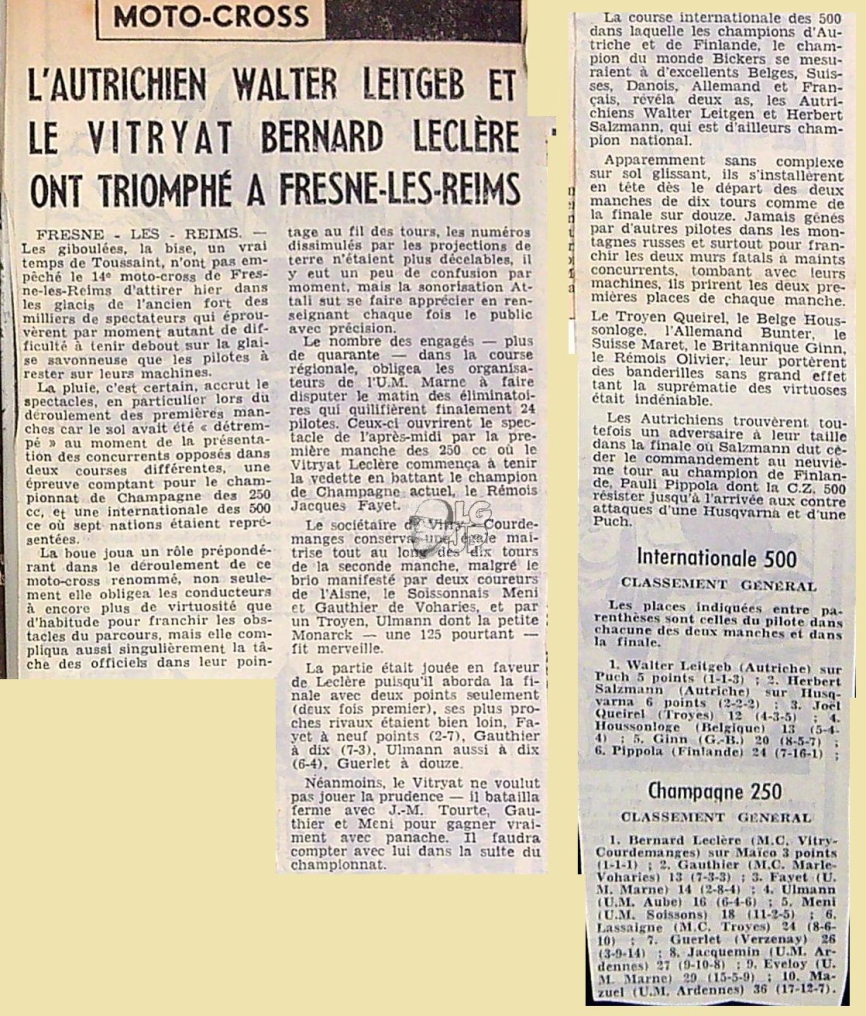 MOTO-CROSS
L'AUTRICHIEN WALTER LEITGEB ET
LE VITRYAT BERNARD LECLÈRE
ONT TRIOMPHÉ A FRESNE-LES-REIMS
FRESNE - LES - REIMS. —
Les giboulées, la bise, un vrai
temps de Toussaint, n'ont pas em-
pêché le 14e moto-cross de Fres-
ne-les-Reims d'attirer hier dans
les glacis de l'ancien fort des
milliers de spectateurs qui éprou-
vèrent par moment autant de dif-
ficulté à tenir debout sur la glai-
se savonneuse que les pilotes à
rester sur leurs machines.
La pluie, c'est certain, accrut le
spectacles, en particulier lors du
déroulement des premières man-
ches car le sol avait été « détrem-
pé » au moment de la présenta-
tion des concurrents opposés dans
deux courses différentes, une
épreuve comptant pour le cham-
pionnat de Champagne des 250
cc, et une internationale des 500
ce où sept nations étaient repré-
sentées.
La boue joua un rôle prépondé-
rant dans le déroulement de ce
moto-cross renommé, non seule-
ment elle obligea les conducteurs
à encore plus de virtuosité que
d'habitude pour franchir les obs-
tacles du parcours, mais elle com-
pliqua aussi singulièrement la tâ-
che des officiels dans leur poin-
tage au fil des tours, les numéros
dissimulés par les projections de
terre n'étaient plus décelables, il
y eut un peu de confusion par
moment, mais la sonorisation At-
tali sut se faire apprécier en ren-
seignant chaque fois le public
avec précision.
Le nombre des engagés — plus
de quarante — dans la course
régionale, obligea les organisa-
teurs de l'U.M. Marne à faire
disputer le matin des éliminatoi-
res qui quilifièrent finalement 24
pilotes. Ceux-ci ouvrirent le spec-
tacle de l'après-midi par la pre-
mière manche des 250 cc où le
Vitryat Leclère commença à tenir
la vedette en battant le champion
de Champagne actuel, le Rémois
Jacques Fayet.
Le sociétaire de Vitry-Courde-
manges conserva une égale maî-
trise tout au long des dix tours
de la seconde manche, malgré le
brio manifesté par deux coureurs
de l'Aisne, le Soissonnais Meni
et Gauthier de Voharies, et par
un Troyen, Ulmann dont la petite
Monarck — une 125 pourtant —
fit merveille.
La partie était jouée en faveur
de Leclère puisqu'il aborda la fi-
nale avec deux points seulement
(deux fois premier), ses plus pro-
ches rivaux étaient bien loin, Fa-
yet à neuf points (2-7), Gauthier
à dix (7-3), Ulmann aussi à dix
(6-4), Guerlet à douze.
Néanmoins, le Vitryat ne voulut
pas jouer la prudence — il batailla
ferme avec J.-M. Tourte, Gau-
thier et Meni pour gagner vrai-
ment avec panache. Il faudra
compter avec lui dans la suite du
championnat.
La course internationale des 500
dans laquelle les champions d'Au-
triche et de Finlande, le cham-
pion du monde Bickers se mesu-
raient à d'excellents Belges, Suis-
ses, Danois, Allemand et Fran-
çais, révéla deux as, les Autri-
chiens Walter Leitgen et Herbert
Salzmann, qui est d'ailleurs cham-
pion national.
Apparemment sans complexe
sur sol glissant, ils s'installèrent
en tête dès le départ des deux
manches de dix tours comme de
la finale sur douze. Jamais génés
par d'autres pilotes dans les mon-
tagnes russes et surtout pour fran-
chir les deux murs fatals à maints
concurrents, tombant avec leurs
machines, ils prirent les deux pre-
mières places de chaque manche.
Le Troyen Queirel, le Belge Hous-
sonloge, l'Allemand Bunter, le
Suisse Maret, le Britannique Ginn,
le Rémois Olivier, leur portèrent
des banderilles sans grand effet
tant la suprématie des virtuoses
était indéniable.
Les Autrichiens trouvèrent tou-
tefois un adversaire à leur taille
dans la finale où Salzmann dut cé-
der le commandement au neuviè-
me tour au champion de Finlan-
de, Pauli Pippola dont la C.Z. 500
résister jusqu'à l'arrivée aux contre
attaques d'une Husqvarna et d'une
Puch.
Internationale 500
CLASSEMENT GENERAL
Les places indiquées entre pa-
renthèses sont celles du pilote dans
chacune des deux manches et dans
la finale.
1. Walter Leitgeb (Autriche) sur
Puch 5 points (1-1-3) ; 2. Herbert
Salzmann (Autriche) sur Husq-
varna 6 points (2-2-2) ; 3. Joël
Queirel (Troyes) 12 (4-3-5) ; 4.
Houssonloge (Belgique) 13 (5-4-
4) ; 5. Ginn (G.-B.) 20 (8-5-7) ;
6. Pippola (Finlande) 24 (7-16-1) ;
Champagne 250
CLASSEMENT GENERAL
1. Bernard Leclère (M.C. Vitry-
Courdemanges) sur Maïco 3 points
(1-1-1) ; 2. Gauthier (M.C. Marle-
Voharies) 13 (7-3-3) ; 3. Fayet (U.
M. Marne) 14 (2-8-4) ; 4. Ulmann
(U.M. Aube) 16 (6-4-6) ; 5. Meni
(U.M. Soissons) 18 (11-2-5) ; 6.
Lassaigne (M.C. Troyes) 24 (8-6-
10) ; 7. Guerlet (Verzenay) 26
(3-9-14) ; 8. Jacquemin (U.M. Ar-
dennes) 27 (9-10-8) ; 9. Eveloy (U.
M. Marne) 29 (15-5-9) ; 10. Ma-
zuel (U.M. Ardennes) 36 (17-12-7).